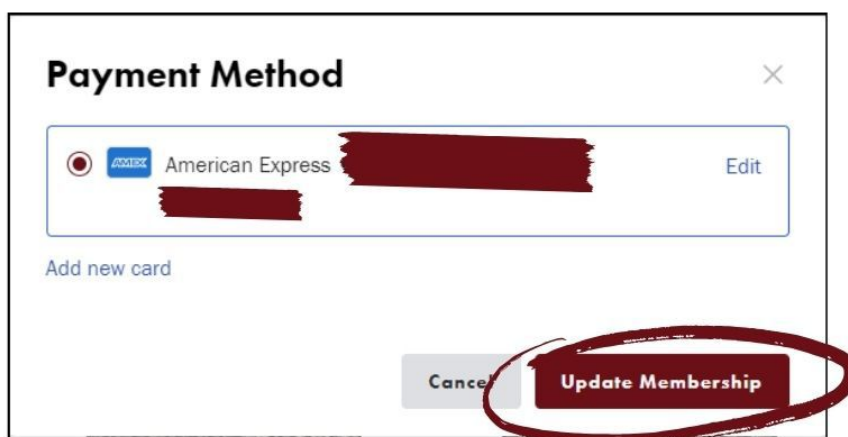 Payment Method
AMEX American Express Edit
Add new card
Cancel Update Membership